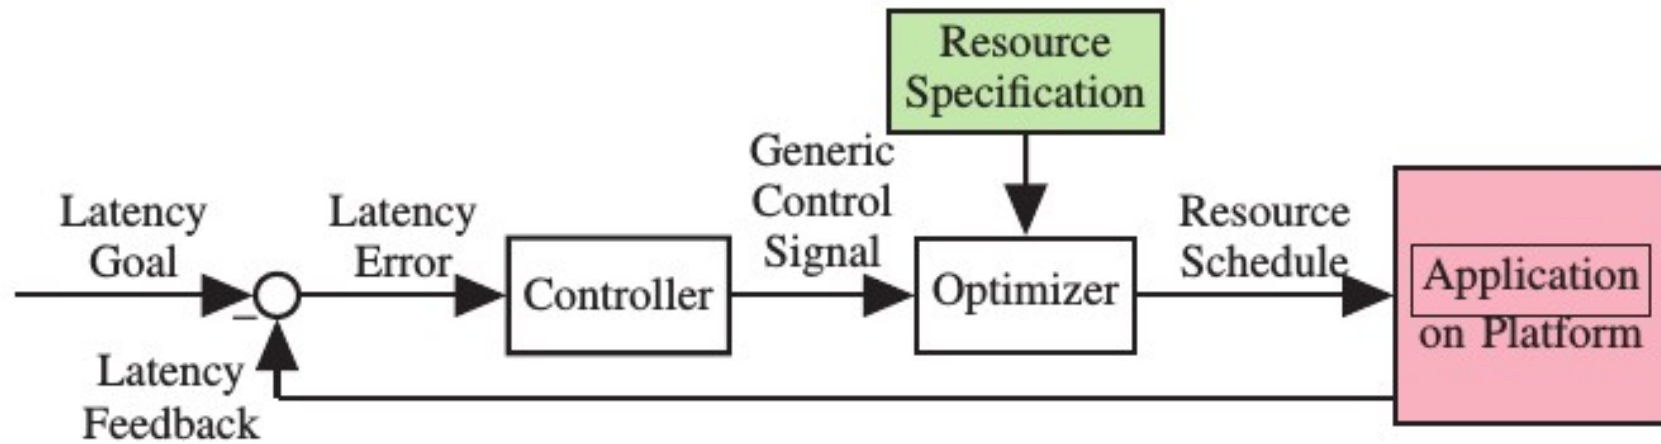 Resource
Specification
Generic
Control
Signal
Latency
Goal
Latency
Error
Resource
Schedule
Controller
Optimizer
Application
on Platform
–
Latency
Feedback